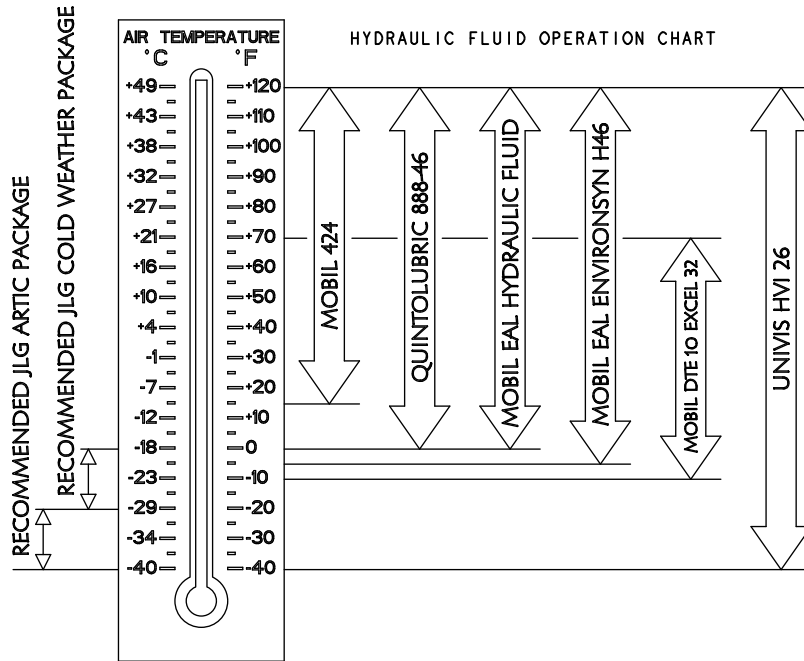 HYDRAULIC FLUID OPERATION CHART
AIR TEMPERATURE
°C °F
+49 +120
+43 +110
+38 +100
+32 +90
+27 +80
+21 +70
+16 +60
+10 +50
+4 +40
-1 +30
-7 +20
-12 +10
-18 0
-23 -10
-29 -20
-34 -30
-40 -40
RECOMMENDED JLG ARTIC PACKAGE
RECOMMENDED JLG COLD WEATHER PACKAGE
MOBIL 424
QUINTOLUBRIC 888-46
MOBIL EAL HYDRAULIC FLUID
MOBIL EAL ENVIRONSYN H46
MOBIL DTE 10 EXCEL 32
UNIVIS HVI 26